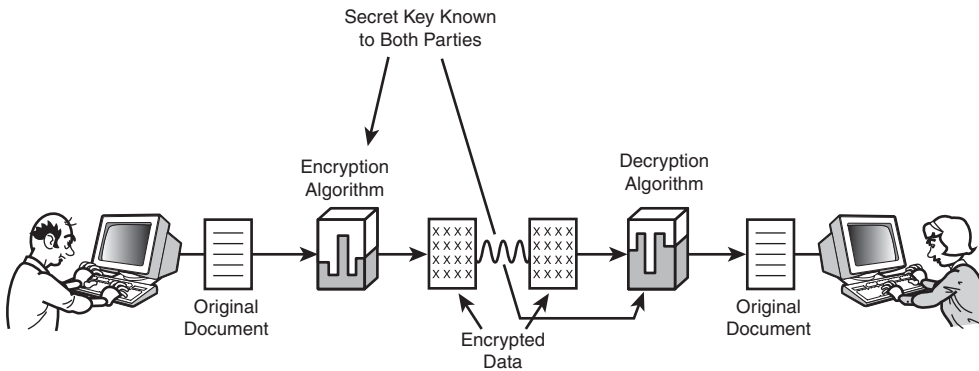 Secret Key Known
to Both Parties
Encryption
Algorithm
Decryption
Algorithm
X X X X
X X X X
X X X X
X X X X
X X X X
X X X X
X X X X
X X X X
Original
Document
Encrypted
Data
Original
Document